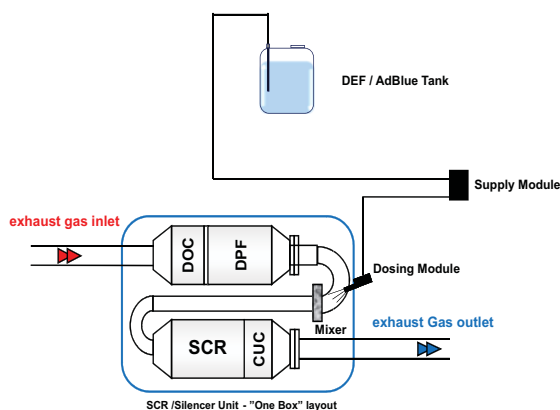 DEF / AdBlue Tank
Supply Module
exhaust gas inlet
DOC
DPF
Dosing Module
Mixer
exhaust Gas outlet
SCR
CUC
SCR /Silencer Unit - "One Box" layout